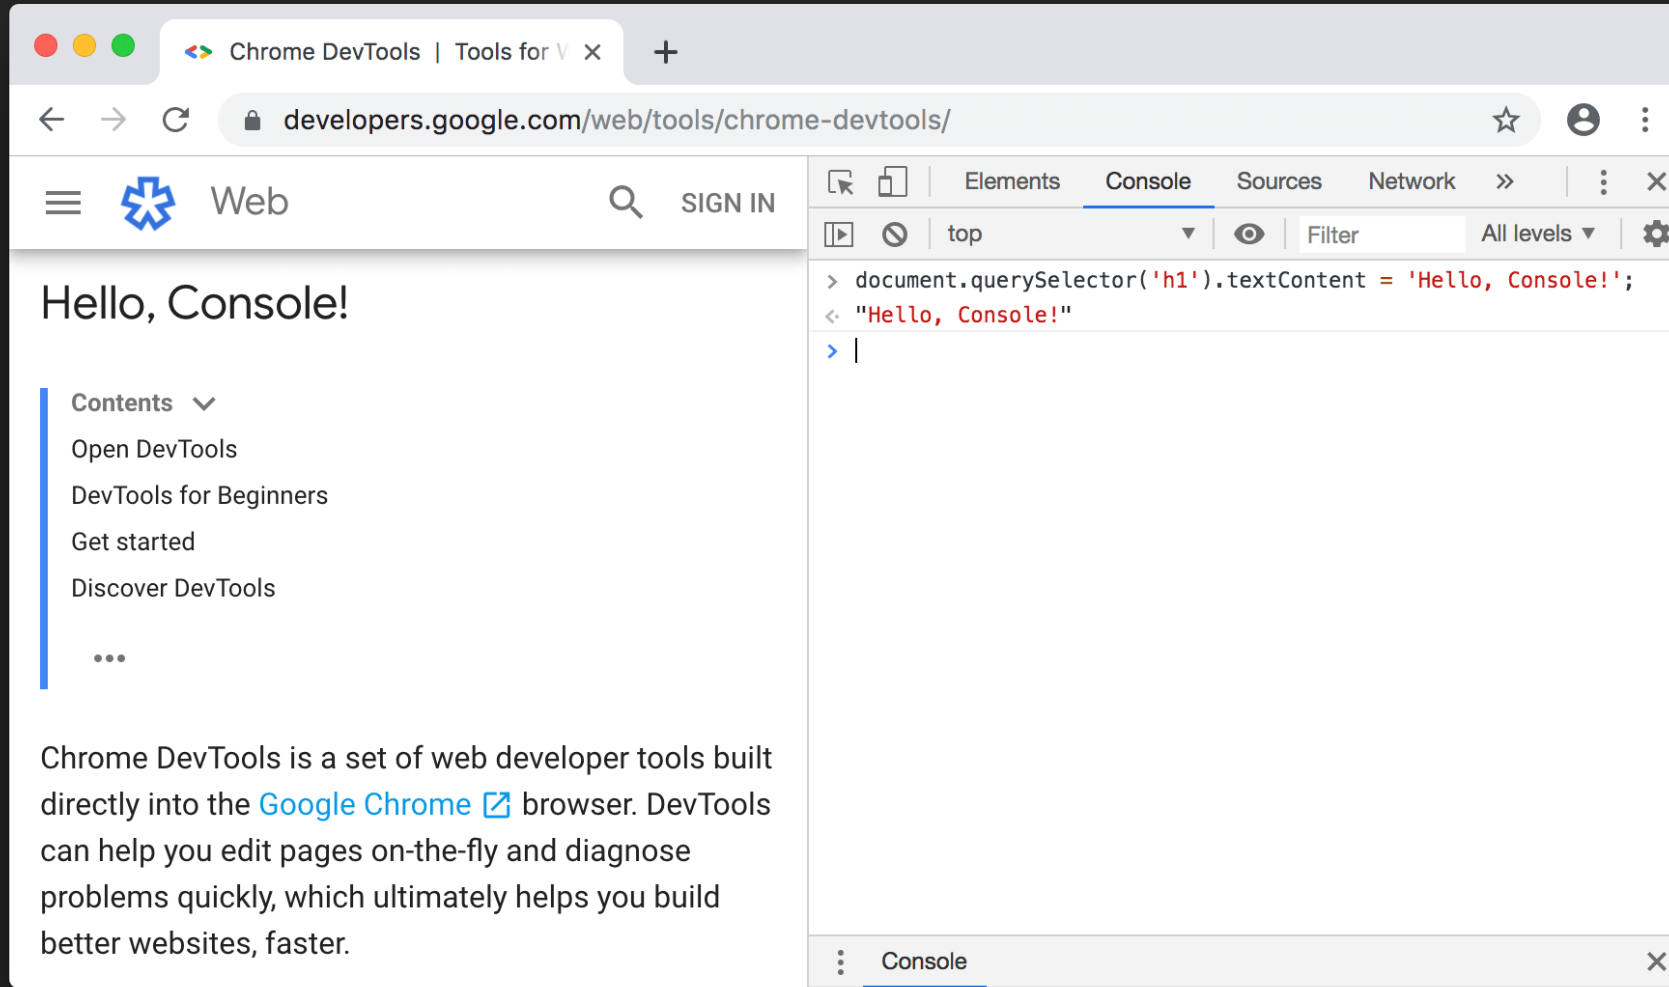 Chrome DevTools | Tools for W
developers.google.com/web/tools/chrome-devtools/
Web
SIGN IN
Hello, Console!
Contents
Open DevTools
DevTools for Beginners
Get started
Discover DevTools
Chrome DevTools is a set of web developer tools built
directly into the Google Chrome browser. DevTools
can help you edit pages on-the-fly and diagnose
problems quickly, which ultimately helps you build
better websites, faster.
Elements Console Sources Network »
top Filter All levels
> document.querySelector('h1').textContent = 'Hello, Console!';
"Hello, Console!"
>
Console